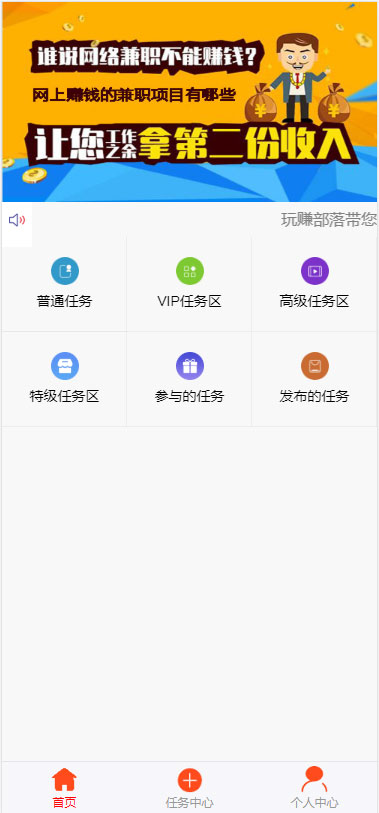 谁说网络兼职不能赚钱?
网上赚钱的兼职项目有哪些
让您工作之余拿第二份收入
玩赚部落带您
普通任务
VIP任务区
高级任务区
特级任务区
参与的任务
发布的任务
首页
任务中心
个人中心